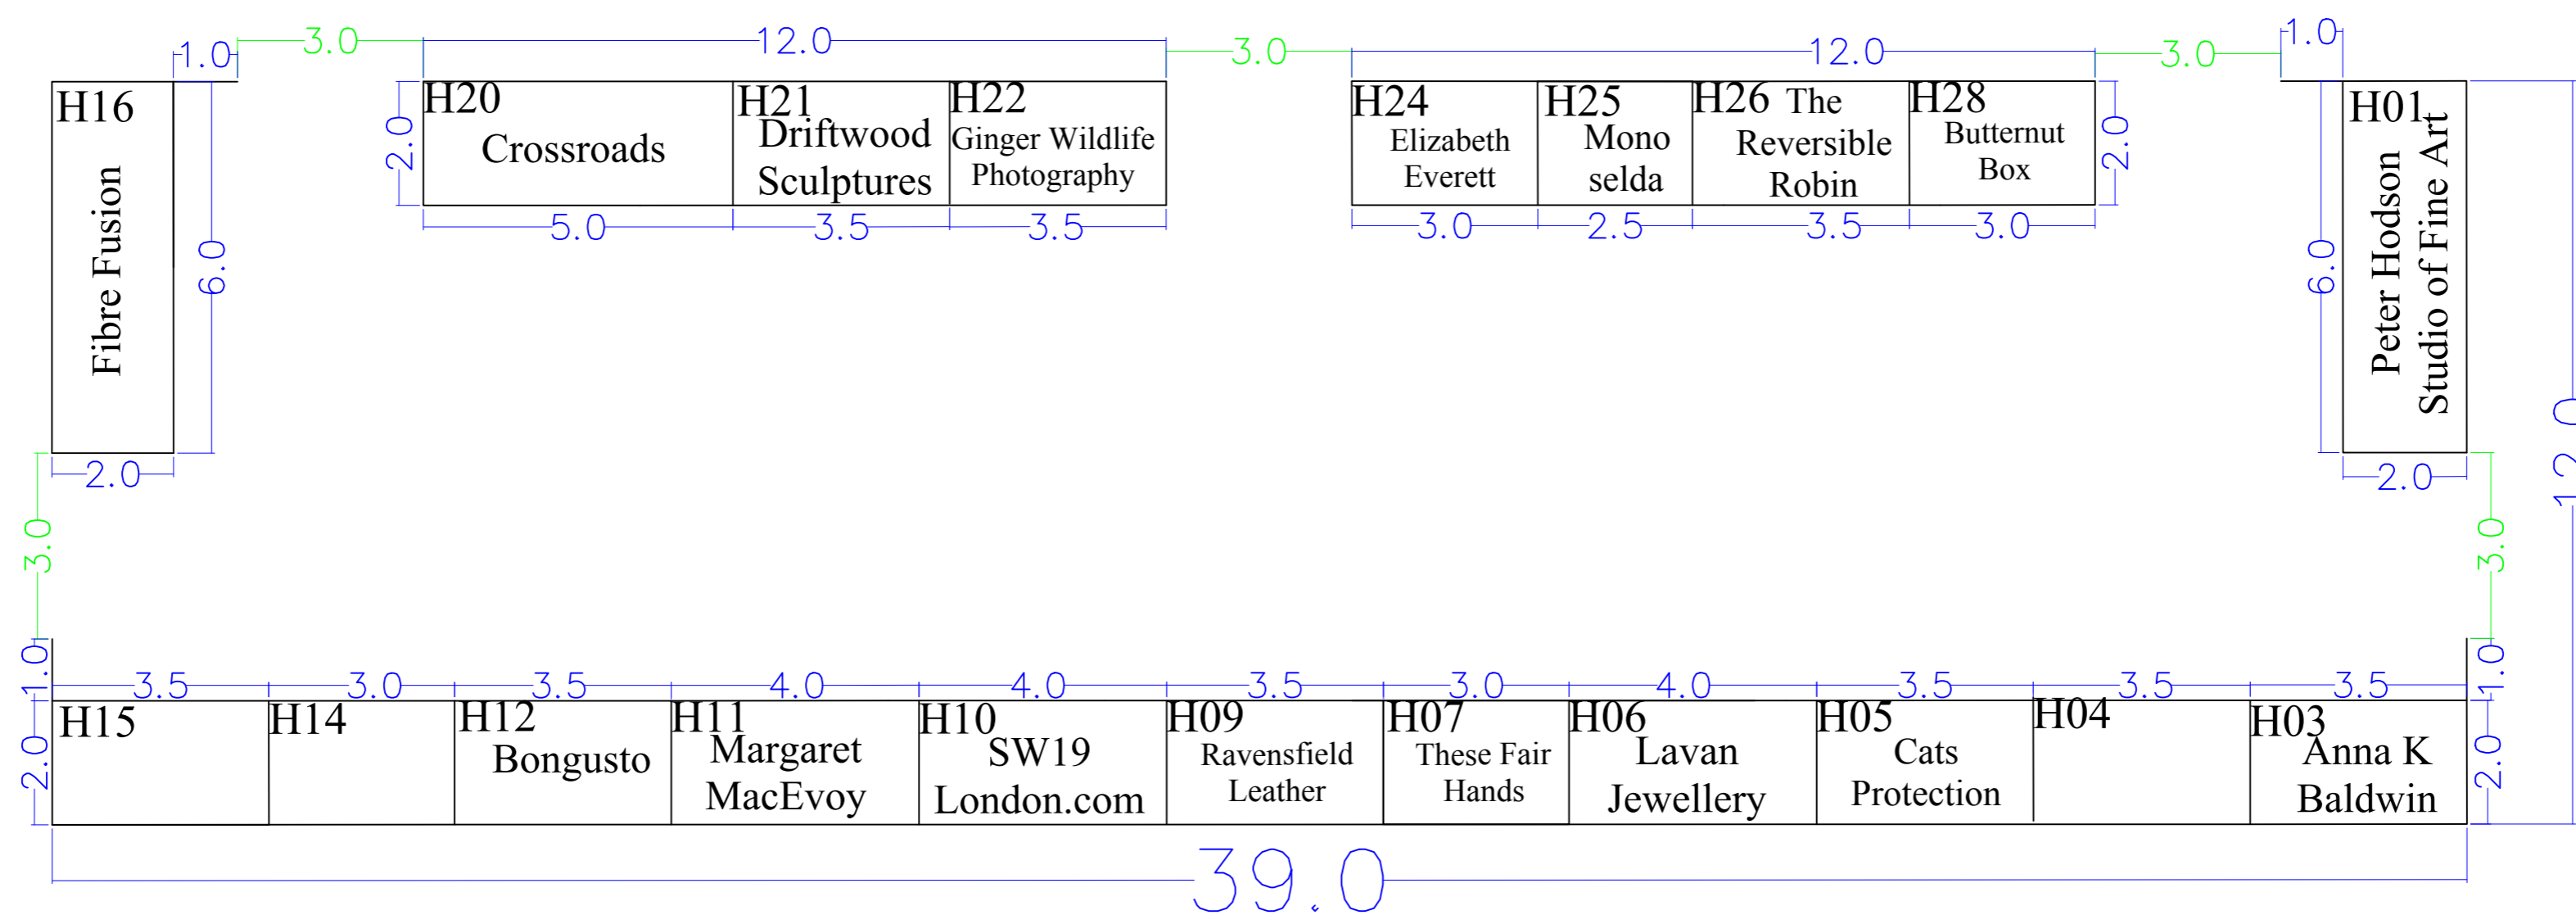 1.0
3.0
12.0
3.0
12.0
3.0
1.0
H16
Fibre Fusion
6.0
2.0
2.0
H20
Crossroads
H21
Driftwood
Sculptures
H22
Ginger Wildlife
Photography
5.0
3.5
3.5
H24
Elizabeth
Everett
H25
Mono
selda
H26 The
Reversible
Robin
H28
Butternut
Box
2.0
3.0
2.5
3.5
3.0
6.0
H01
Peter Hodson
Studio of Fine Art
2.0
12.0
3.0
3.0
1.0
3.5
3.0
3.5
4.0
4.0
3.5
3.0
4.0
3.5
3.5
3.5
1.0
2.0
H15
H14
H12
Bongusto
H11
Margaret
MacEvoy
H10
SW19
London.com
H09
Ravensfield
Leather
H07
These Fair
Hands
H06
Lavan
Jewellery
H05
Cats
Protection
H04
H03
Anna K
Baldwin
2.0
39.0